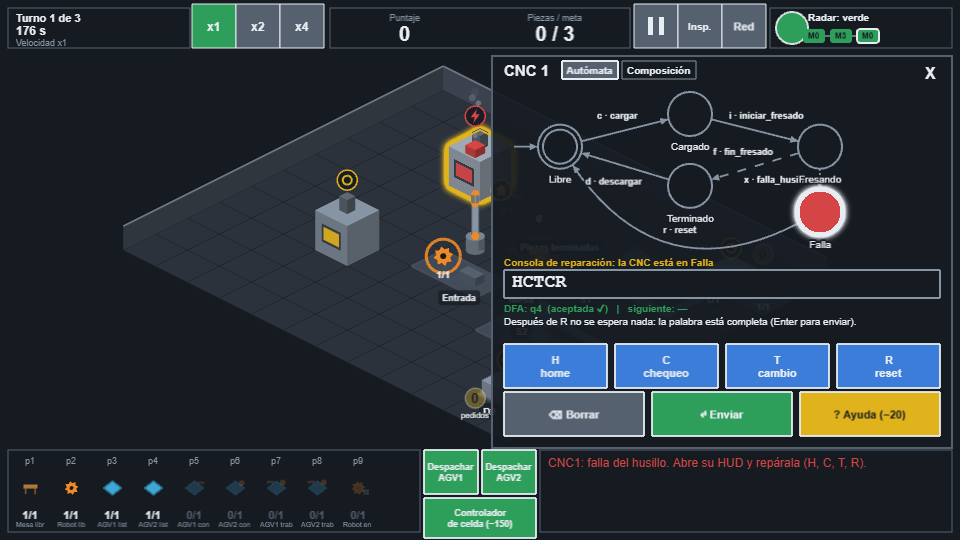 Turno 1 de 3
176 s
Velocidad x1
x1
x2
x4
Puntaje
0
Piezas / meta
0 / 3
Insp.
Red
Radar: verde
M0
M3
M0
CNC 1
Autómata
Composición
X
c · cargar
i · iniciar_fresado
Cargado
f · fin_fresado
Libre
d · descargar
x · falla_husi
Fresando
Terminado
r · reset
Falla
Consola de reparación: la CNC está en Falla
HCTCR
DFA: q4 (aceptada ✓) | siguiente: —
Después de R no se espera nada: la palabra está completa (Enter para enviar).
H
home
C
chequeo
T
cambio
R
reset
⌫ Borrar
↵ Enviar
? Ayuda (−20)
Piezas terminadas
1/1
Entrada
0
pedidos
p1
p2
p3
p4
p5
p6
p7
p8
p9
1/1
1/1
1/1
1/1
0/1
0/1
0/1
0/1
0/1
Mesa libr
Robot lib
AGV1 list
AGV2 list
AGV1 con
AGV2 con
AGV1 trab
AGV2 trab
Robot en
Despachar
AGV1
Despachar
AGV2
Controlador
de celda (−150)
CNC1: falla del husillo. Abre su HUD y repárala (H, C, T, R).